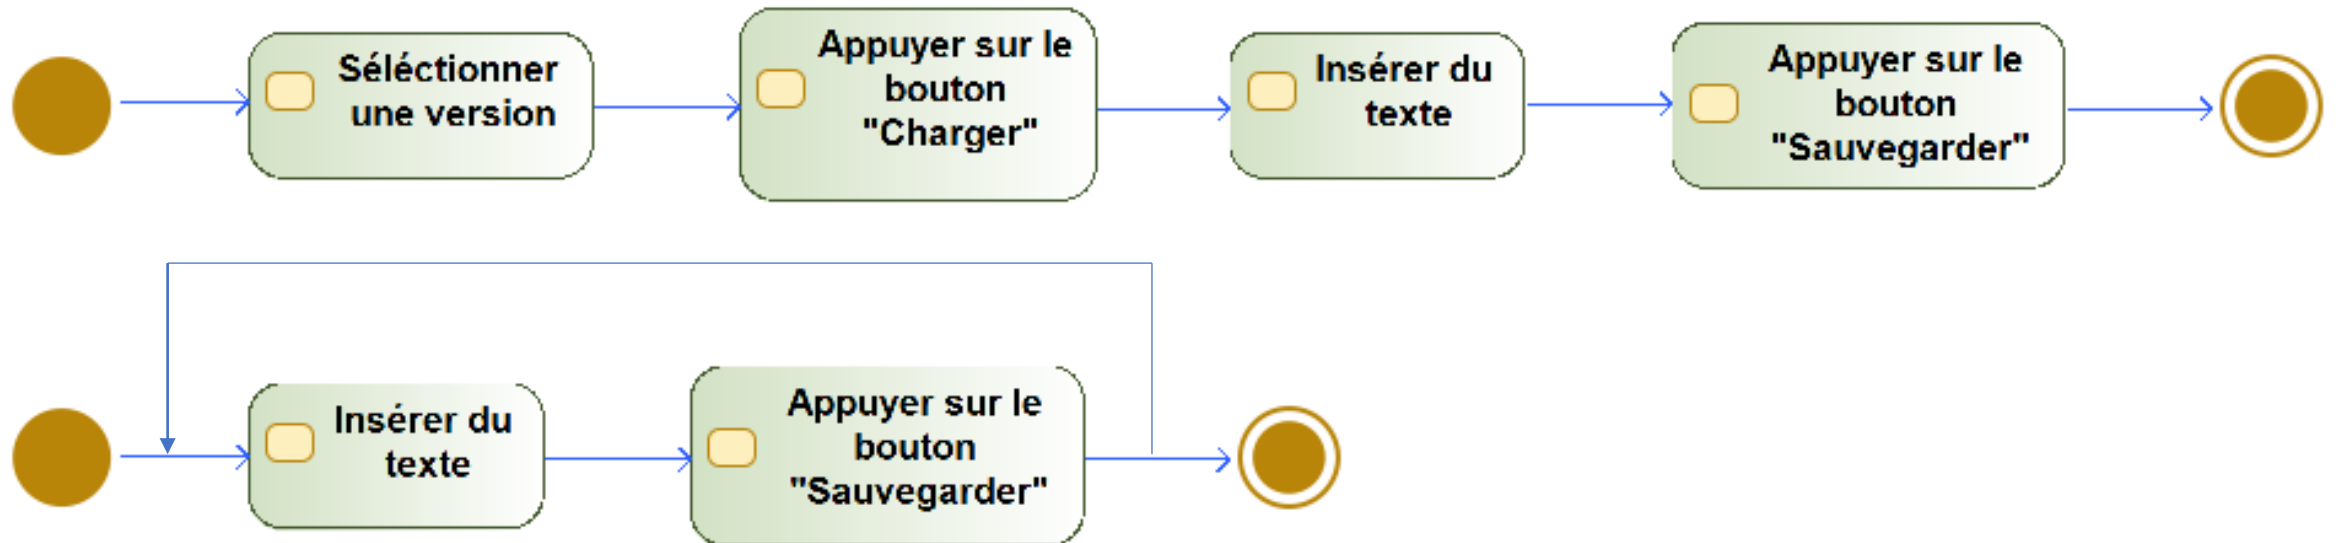 Séléctionner
une version
Appuyer sur le
bouton
"Charger"
Insérer du
texte
Appuyer sur le
bouton
"Sauvegarder"
Insérer du
texte
Appuyer sur le
bouton
"Sauvegarder"